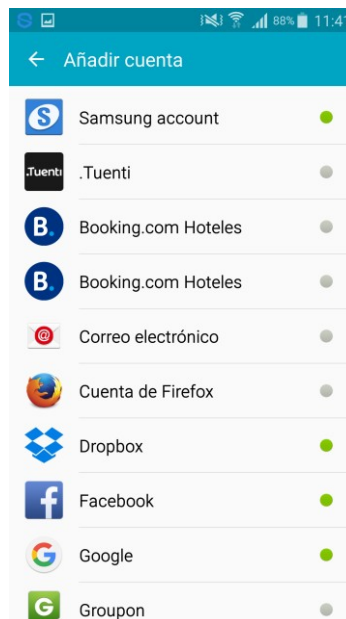 88% 11:41
Añadir cuenta
Samsung account
.Tuenti .Tuenti
B. Booking.com Hoteles
B. Booking.com Hoteles
@ Correo electrónico
Cuenta de Firefox
Dropbox
f Facebook
G Google
G Groupon